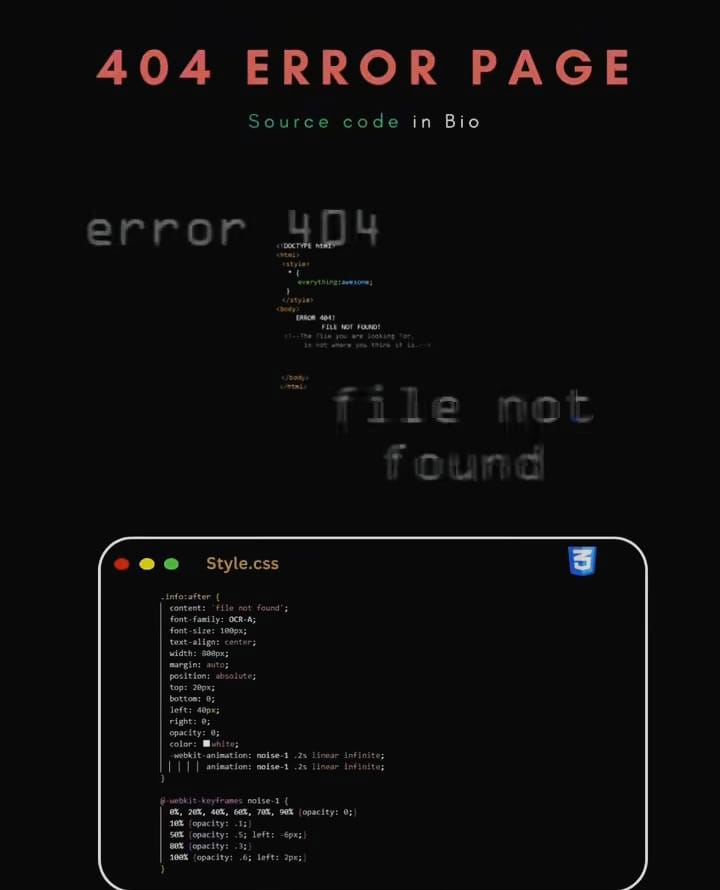 404 ERROR PAGE
Source code in Bio
error 404
<!DOCTYPE html>
<html>
<style>
* {
everything:awesome;
}
</style>
<body>
ERROR 404!
FILE NOT FOUND!
<!--The file you are looking for,
is not where you think it is.-->
</body>
</html>
file not
found
Style.css
.info:after {
content: 'file not found';
font-family: OCR-A;
font-size: 100px;
text-align: center;
width: 800px;
margin: auto;
position: absolute;
top: 20px;
bottom: 0;
left: 40px;
right: 0;
opacity: 0;
color: white;
-webkit-animation: noise-1 .2s linear infinite;
animation: noise-1 .2s linear infinite;
}
@-webkit-keyframes noise-1 {
0%, 20%, 40%, 60%, 70%, 90% {opacity: 0;}
10% {opacity: .1;}
50% {opacity: .5; left: -6px;}
80% {opacity: .3;}
100% {opacity: .6; left: 2px;}
}